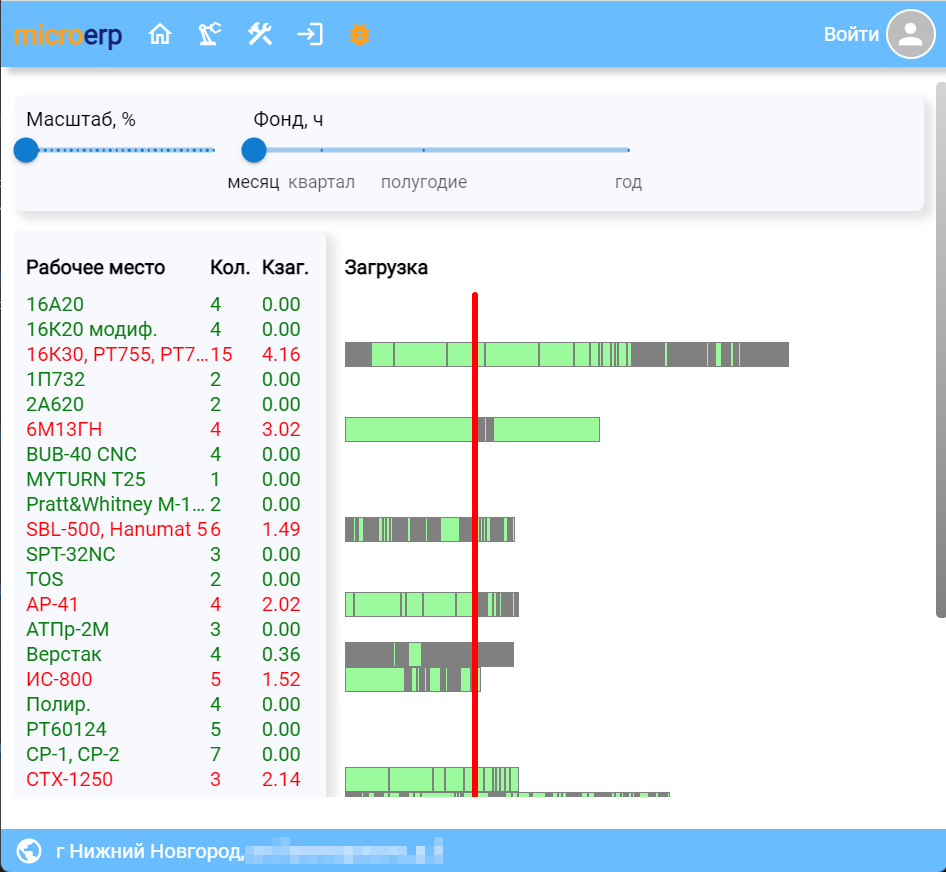 microerp
Войти
Масштаб, %
Фонд, ч
месяц квартал полугодие год
Рабочее место Кол. Кзаг. Загрузка
16А20 4 0.00
16К20 модиф. 4 0.00
16К30, РТ755, РТ7... 15 4.16
1П732 2 0.00
2А620 2 0.00
6М13ГН 4 3.02
BUB-40 CNC 4 0.00
MYTURN T25 1 0.00
Pratt&Whitney M-1... 2 0.00
SBL-500, Hanumat 5 6 1.49
SPT-32NC 3 0.00
TOS 2 0.00
АР-41 4 2.02
АТПр-2М 3 0.00
Верстак 4 0.36
ИС-800 5 1.52
Полир. 4 0.00
РТ60124 5 0.00
СР-1, СР-2 7 0.00
СТХ-1250 3 2.14
г Нижний Новгород,